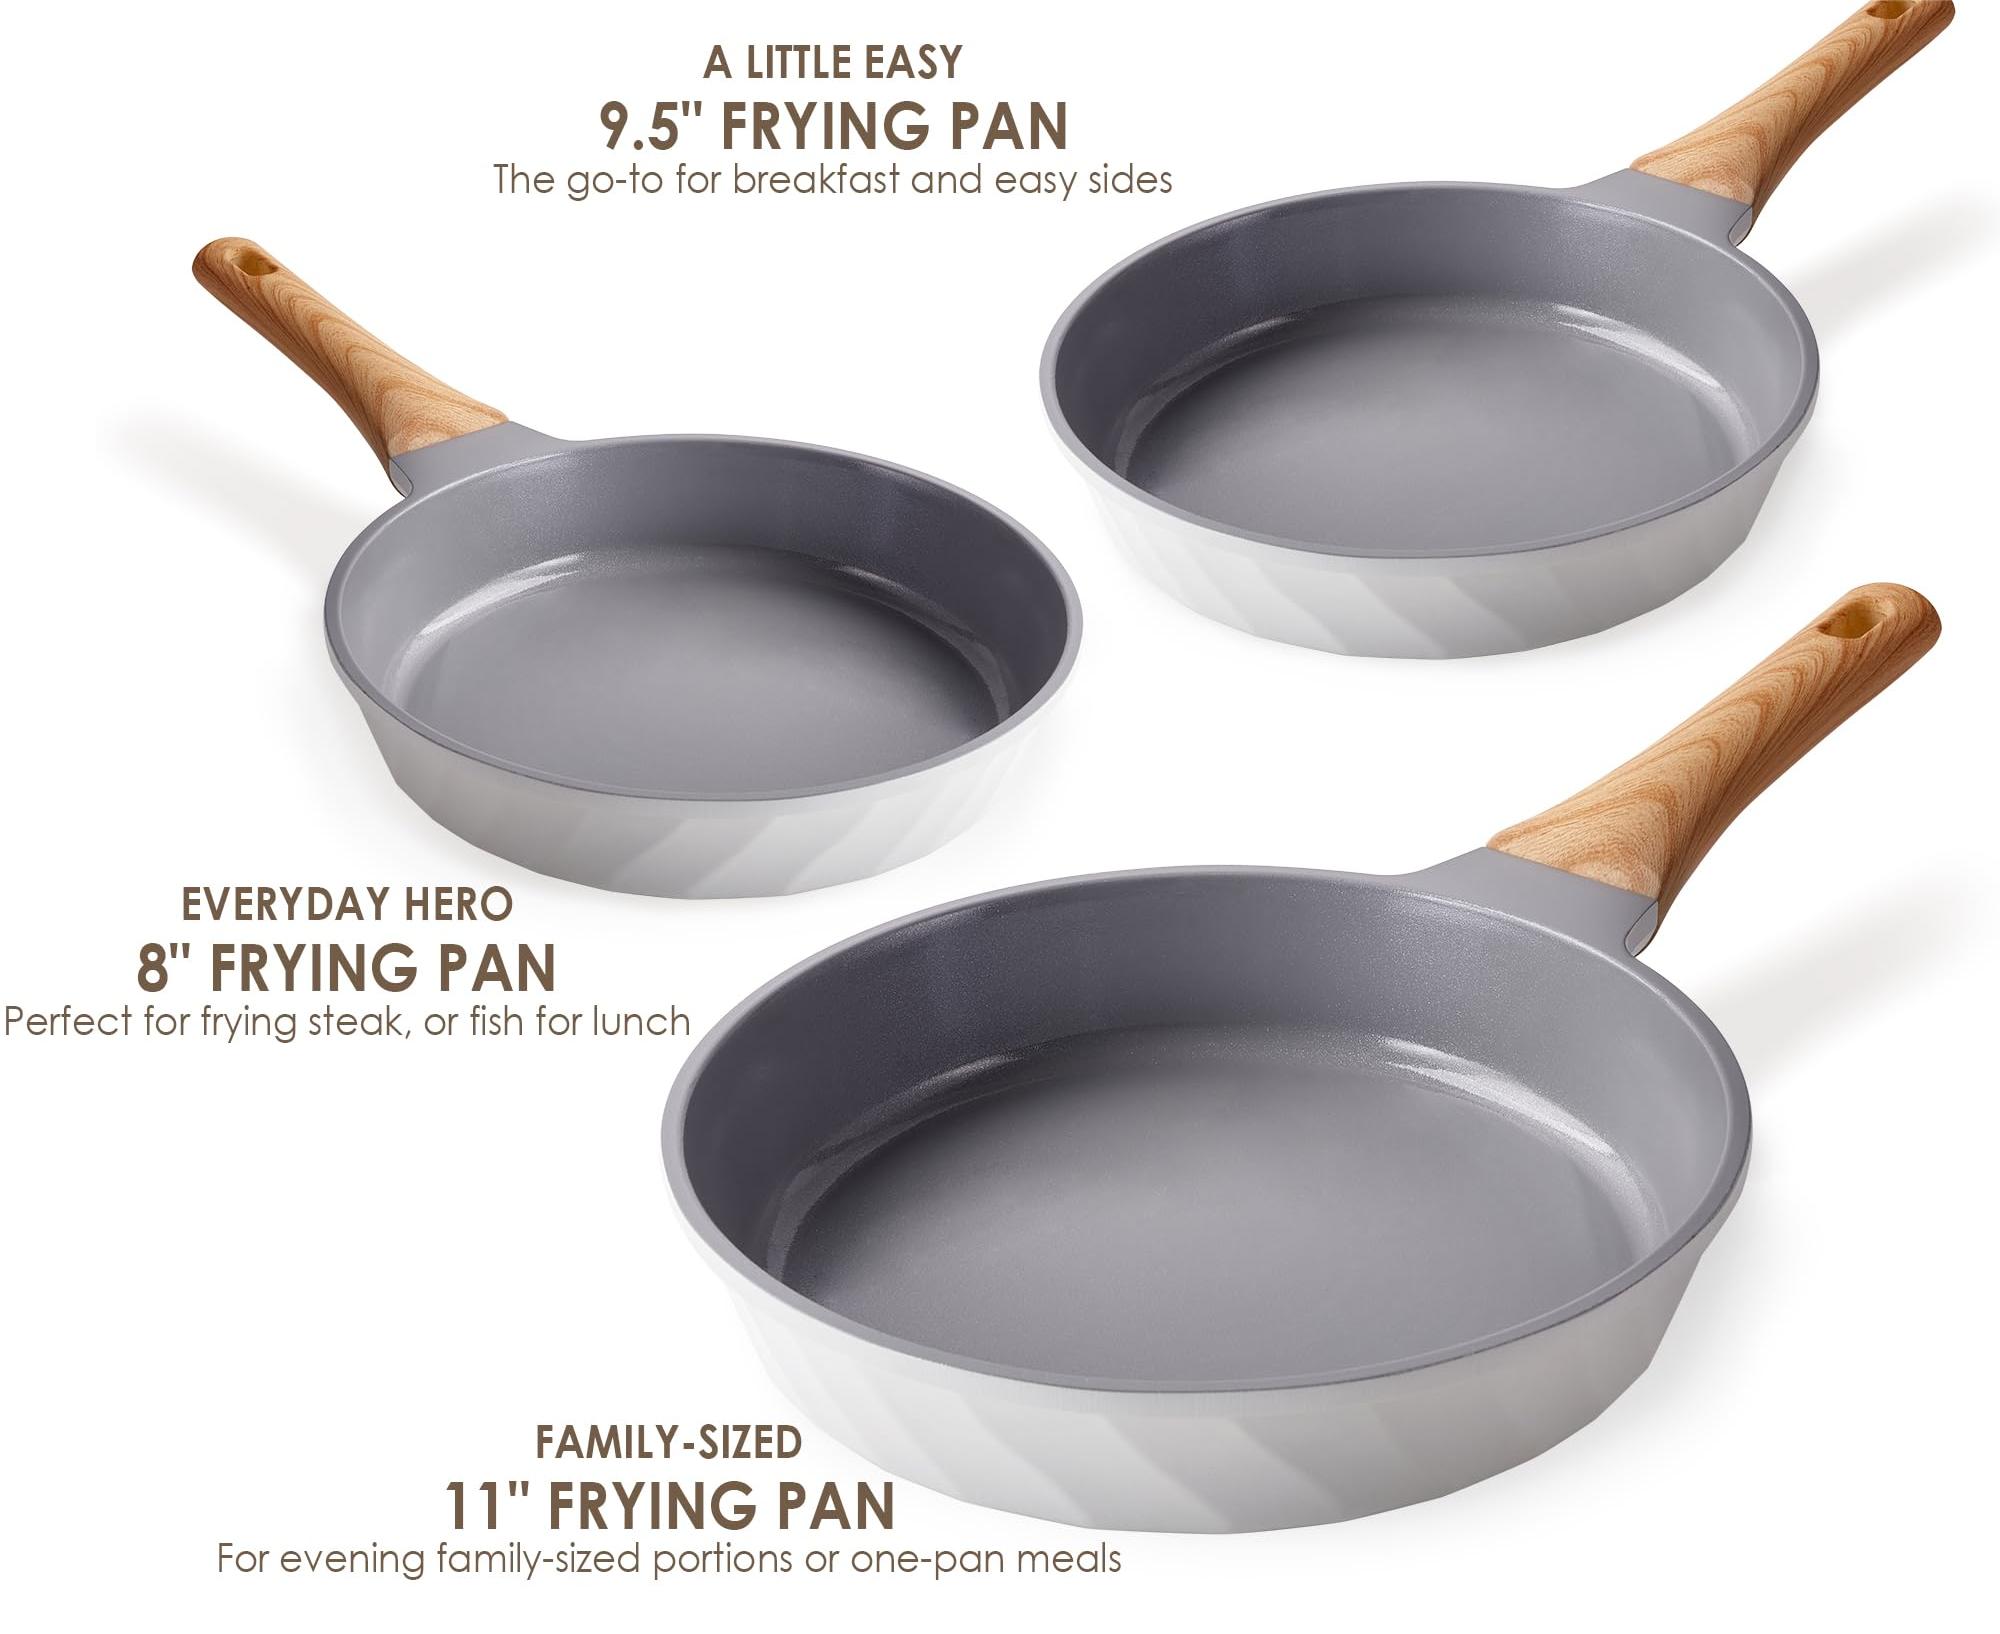 A LITTLE EASY
9.5" FRYING PAN
The go-to for breakfast and easy sides
EVERYDAY HERO
8" FRYING PAN
Perfect for frying steak, or fish for lunch
FAMILY-SIZED
11" FRYING PAN
For evening family-sized portions or one-pan meals